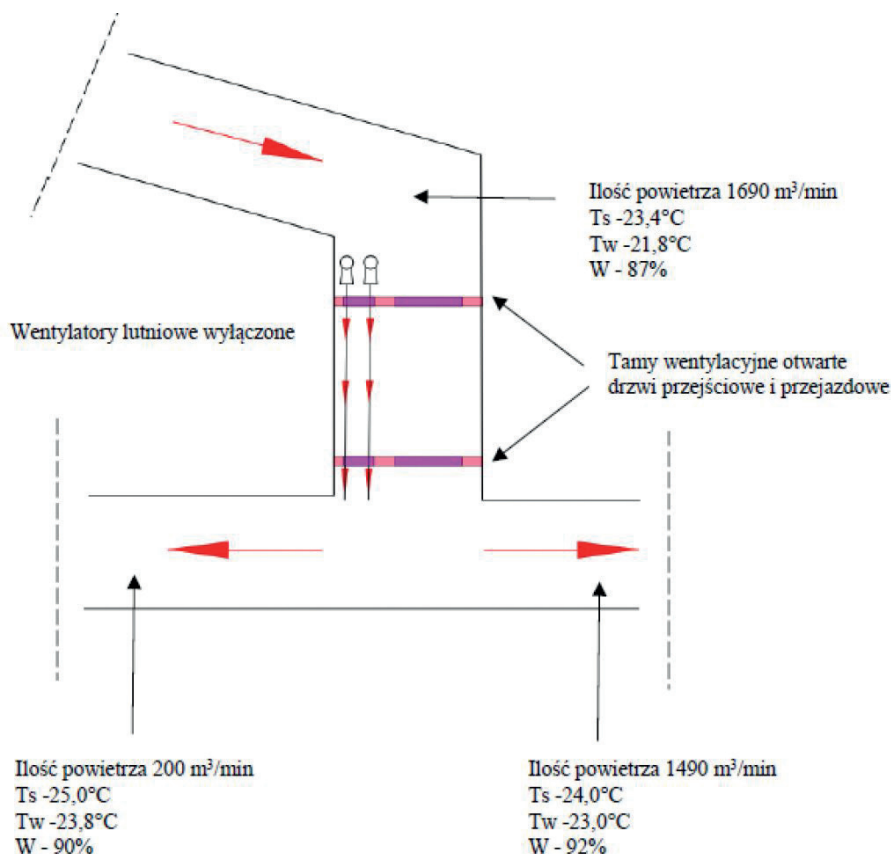 Ilość powietrza 1690 m³/min
Ts -23,4°C
Tw -21,8°C
W - 87%
Wentylatory lutniowe wyłączone
Tamy wentylacyjne otwarte
drzwi przejściowe i przejazdowe
Ilość powietrza 200 m³/min
Ts -25,0°C
Tw -23,8°C
W - 90%
Ilość powietrza 1490 m³/min
Ts -24,0°C
Tw -23,0°C
W - 92%